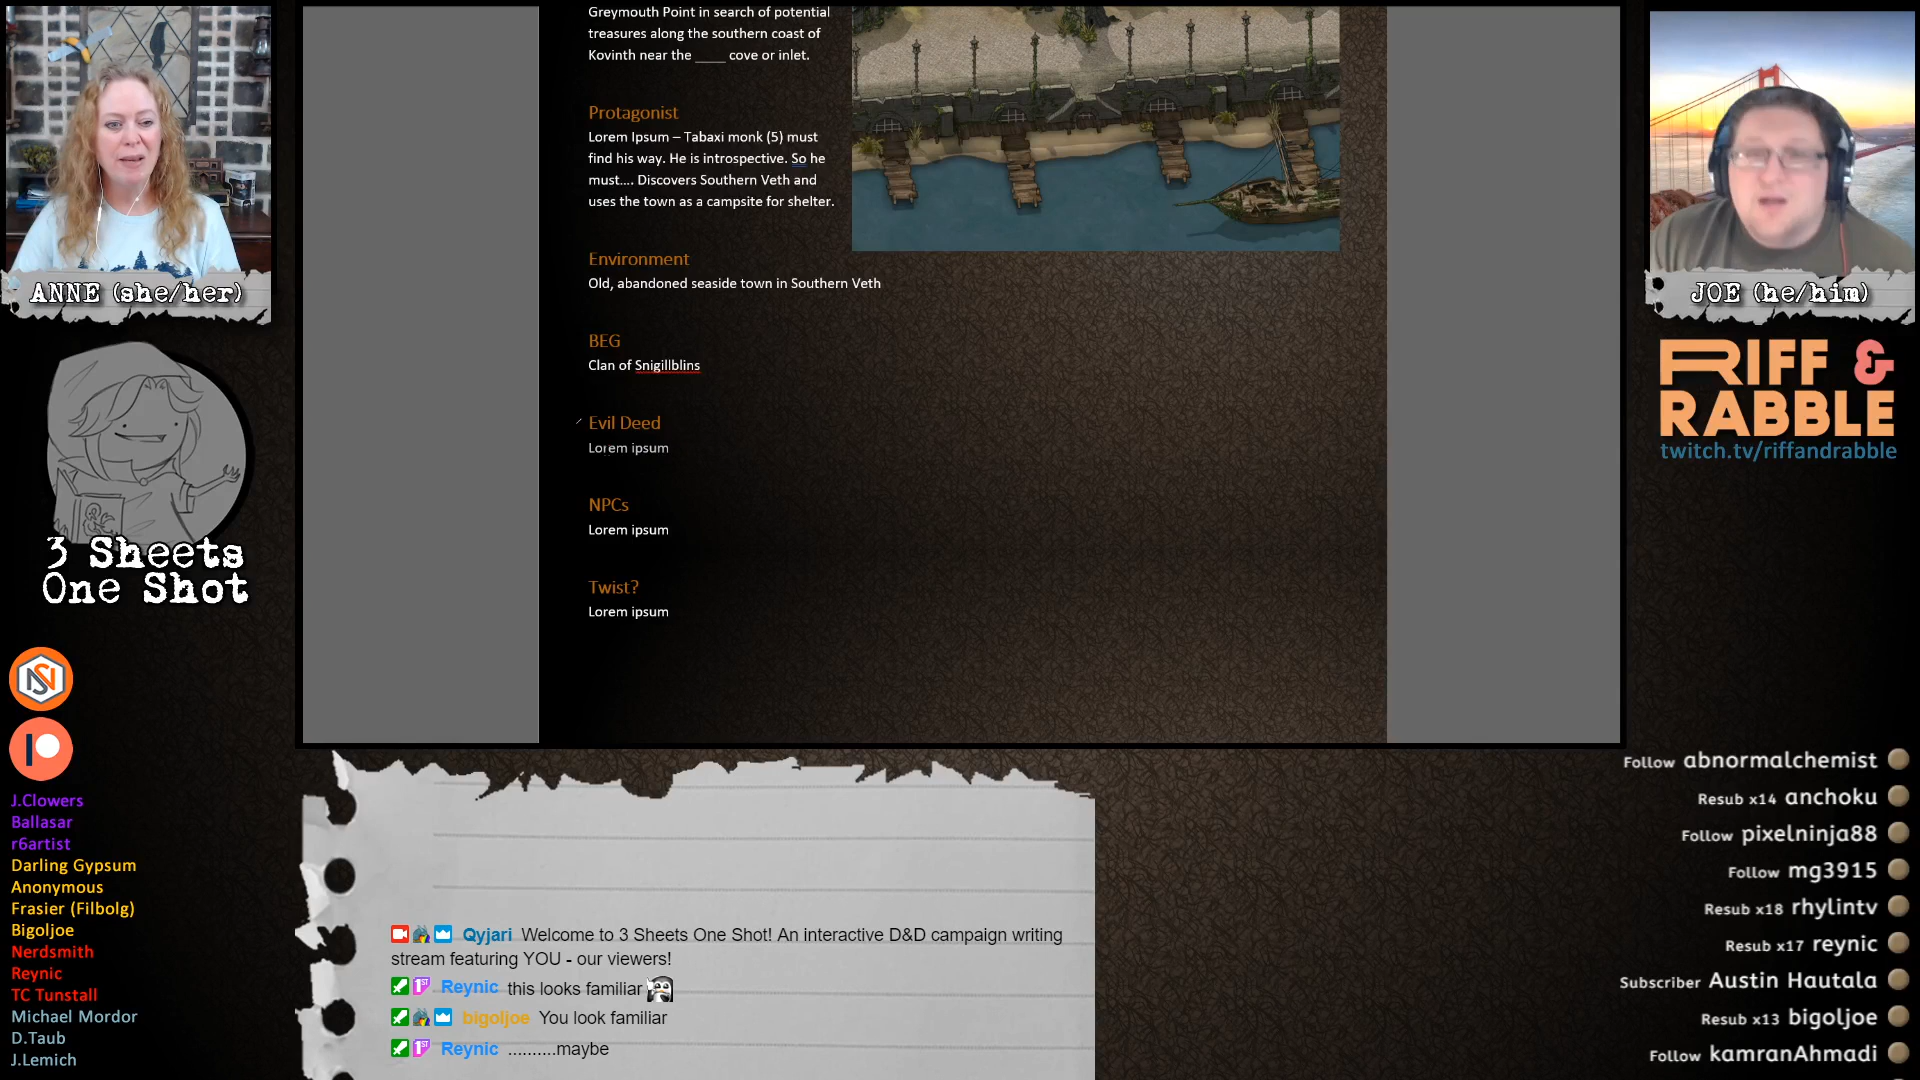 ANNE (she/her)
3 Sheets
One Shot
J.Clowers
Ballasar
r6artist
Darling Gypsum
Anonymous
Frasier (Filbolg)
Bigoljoe
Nerdsmith
Reynic
TC Tunstall
Michael Mordor
D.Taub
J.Lemich
Greymouth Point in search of potential
treasures along the southern coast of
Kovinth near the ____ cove or inlet.
Protagonist
Lorem Ipsum – Tabaxi monk (5) must
find his way. He is introspective. So he
must…. Discovers Southern Veth and
uses the town as a campsite for shelter.
Environment
Old, abandoned seaside town in Southern Veth
BEG
Clan of Snigillblins
Evil Deed
Lorem ipsum
NPCs
Lorem ipsum
Twist?
Lorem ipsum
Qyjari Welcome to 3 Sheets One Shot! An interactive D&D campaign writing
stream featuring YOU - our viewers!
1ST Reynic this looks familiar
bigoljoe You look familiar
1ST Reynic ..........maybe
JOE (he/him)
RIFF &
RABBLE
twitch.tv/riffandrabble
Follow abnormalchemist
Resub x14 anchoku
Follow pixelninja88
Follow mg3915
Resub x18 rhylintv
Resub x17 reynic
Subscriber Austin Hautala
Resub x13 bigoljoe
Follow kamranAhmadi